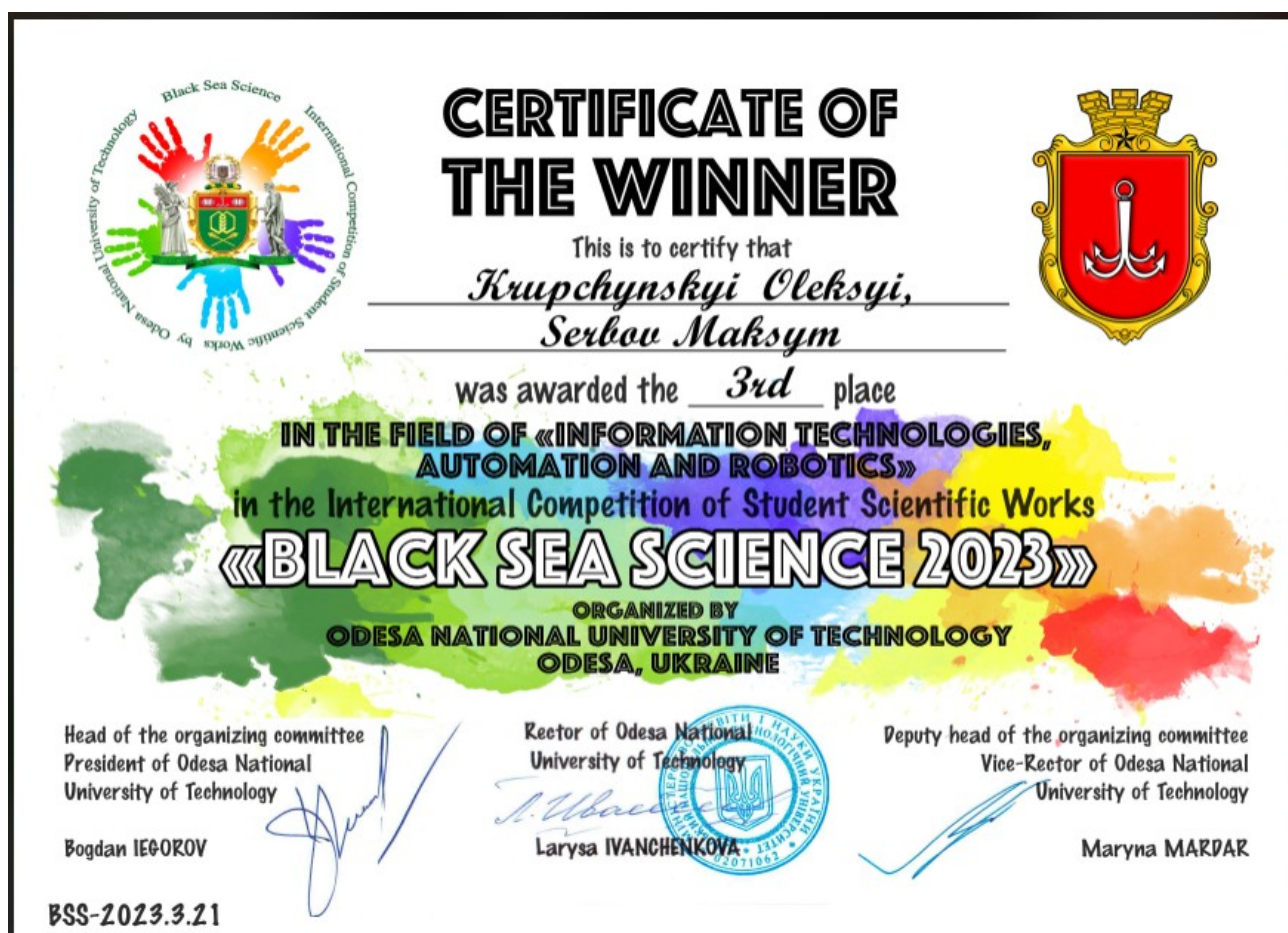 Black Sea Science International Competition of Student Scientific Works by Odesa National University of Technology
CERTIFICATE OF
THE WINNER
This is to certify that
Krupchynskyi Oleksyi,
Serbov Maksym
was awarded the 3rd place
IN THE FIELD OF «INFORMATION TECHNOLOGIES,
AUTOMATION AND ROBOTICS»
in the International Competition of Student Scientific Works
«BLACK SEA SCIENCE 2023»
ORGANIZED BY
ODESA NATIONAL UNIVERSITY OF TECHNOLOGY
ODESA, UKRAINE
Head of the organizing committee
President of Odesa National
University of Technology
Bogdan IEGOROV
Rector of Odesa National
University of Technology
Larysa IVANCHENKOVA
Deputy head of the organizing committee
Vice-Rector of Odesa National
University of Technology
Maryna MARDAR
ОСВІТИ І НАУКИ УКРАЇНИ
УНІВЕРСИТЕТ
02071062
BSS-2023.3.21